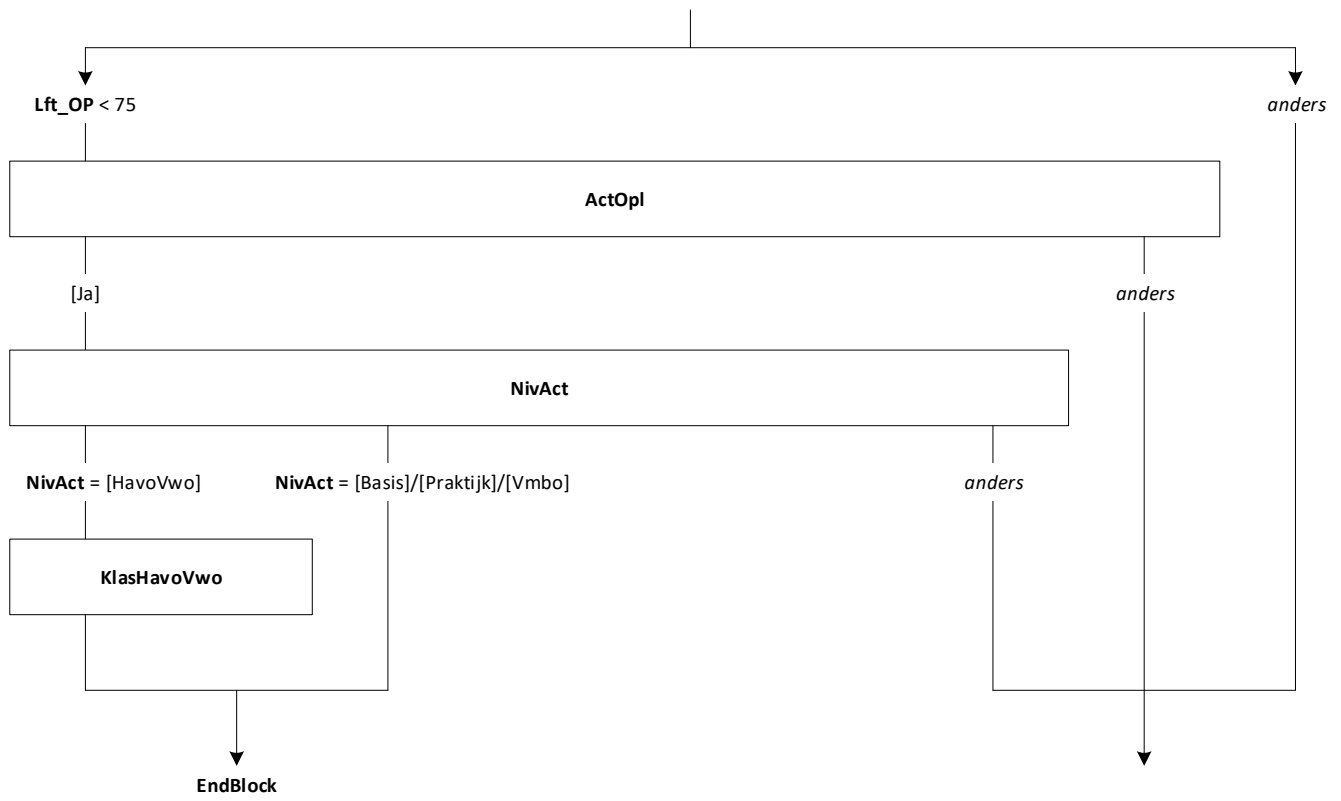 Lft_OP < 75
anders
ActOpl
[Ja]
anders
NivAct
NivAct = [HavoVwo]
NivAct = [Basis]/[Praktijk]/[Vmbo]
anders
KlasHavoVwo
EndBlock